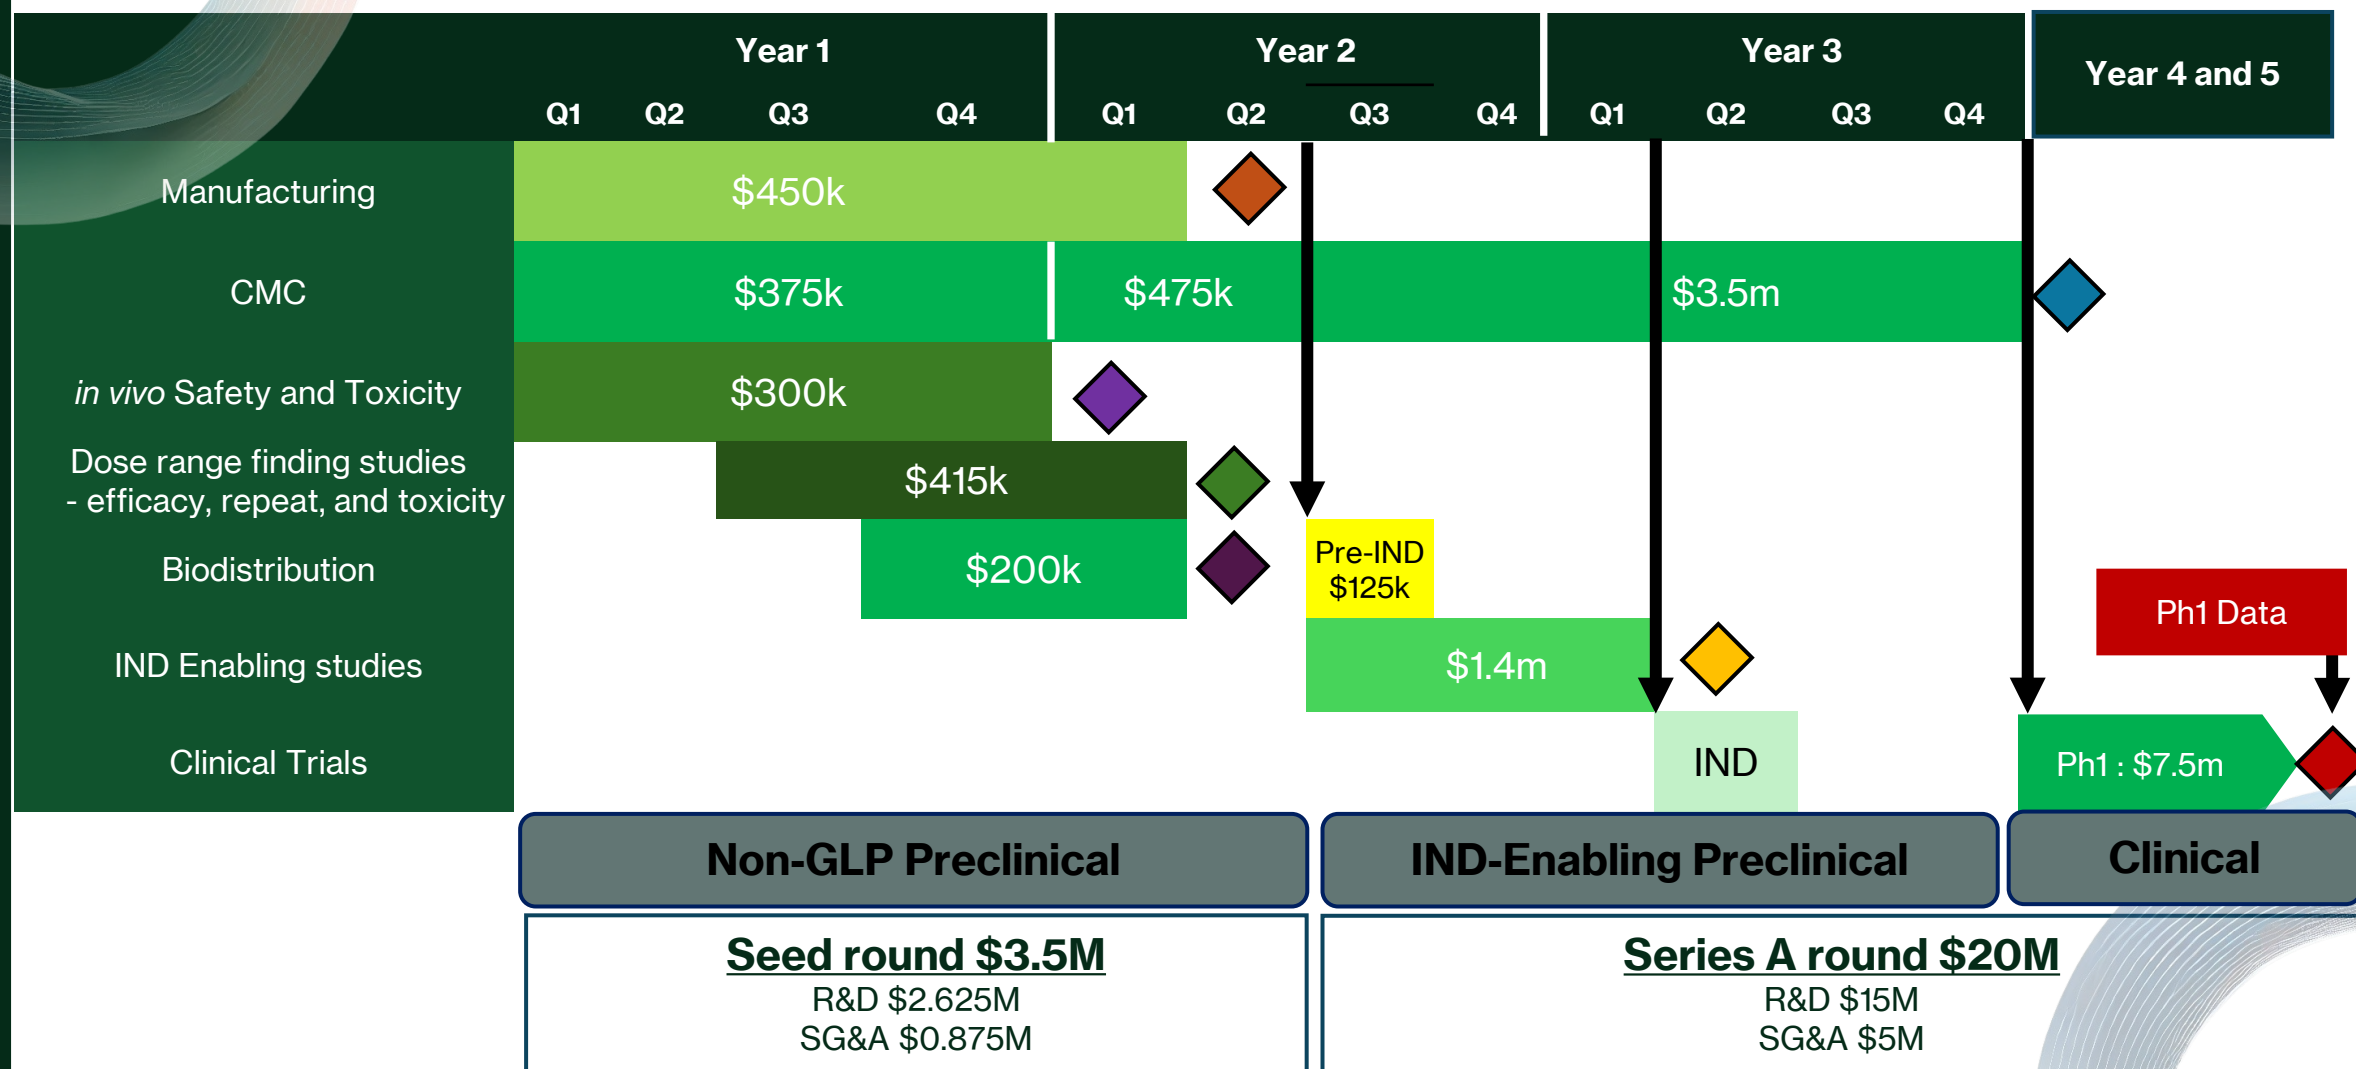 Year 1
Year 2
Year 3
Year 4 and 5
Q1 Q2 Q3 Q4 Q1 Q2 Q3 Q4 Q1 Q2 Q3 Q4
Manufacturing
$450k
CMC
$375k
$475k
$3.5m
in vivo Safety and Toxicity
$300k
Dose range finding studies
- efficacy, repeat, and toxicity
$415k
Biodistribution
$200k
Pre-IND
$125k
Ph1 Data
IND Enabling studies
$1.4m
Clinical Trials
IND
Ph1 : $7.5m
Non-GLP Preclinical
IND-Enabling Preclinical
Clinical
Seed round $3.5M
R&D $2.625M
SG&A $0.875M
Series A round $20M
R&D $15M
SG&A $5M